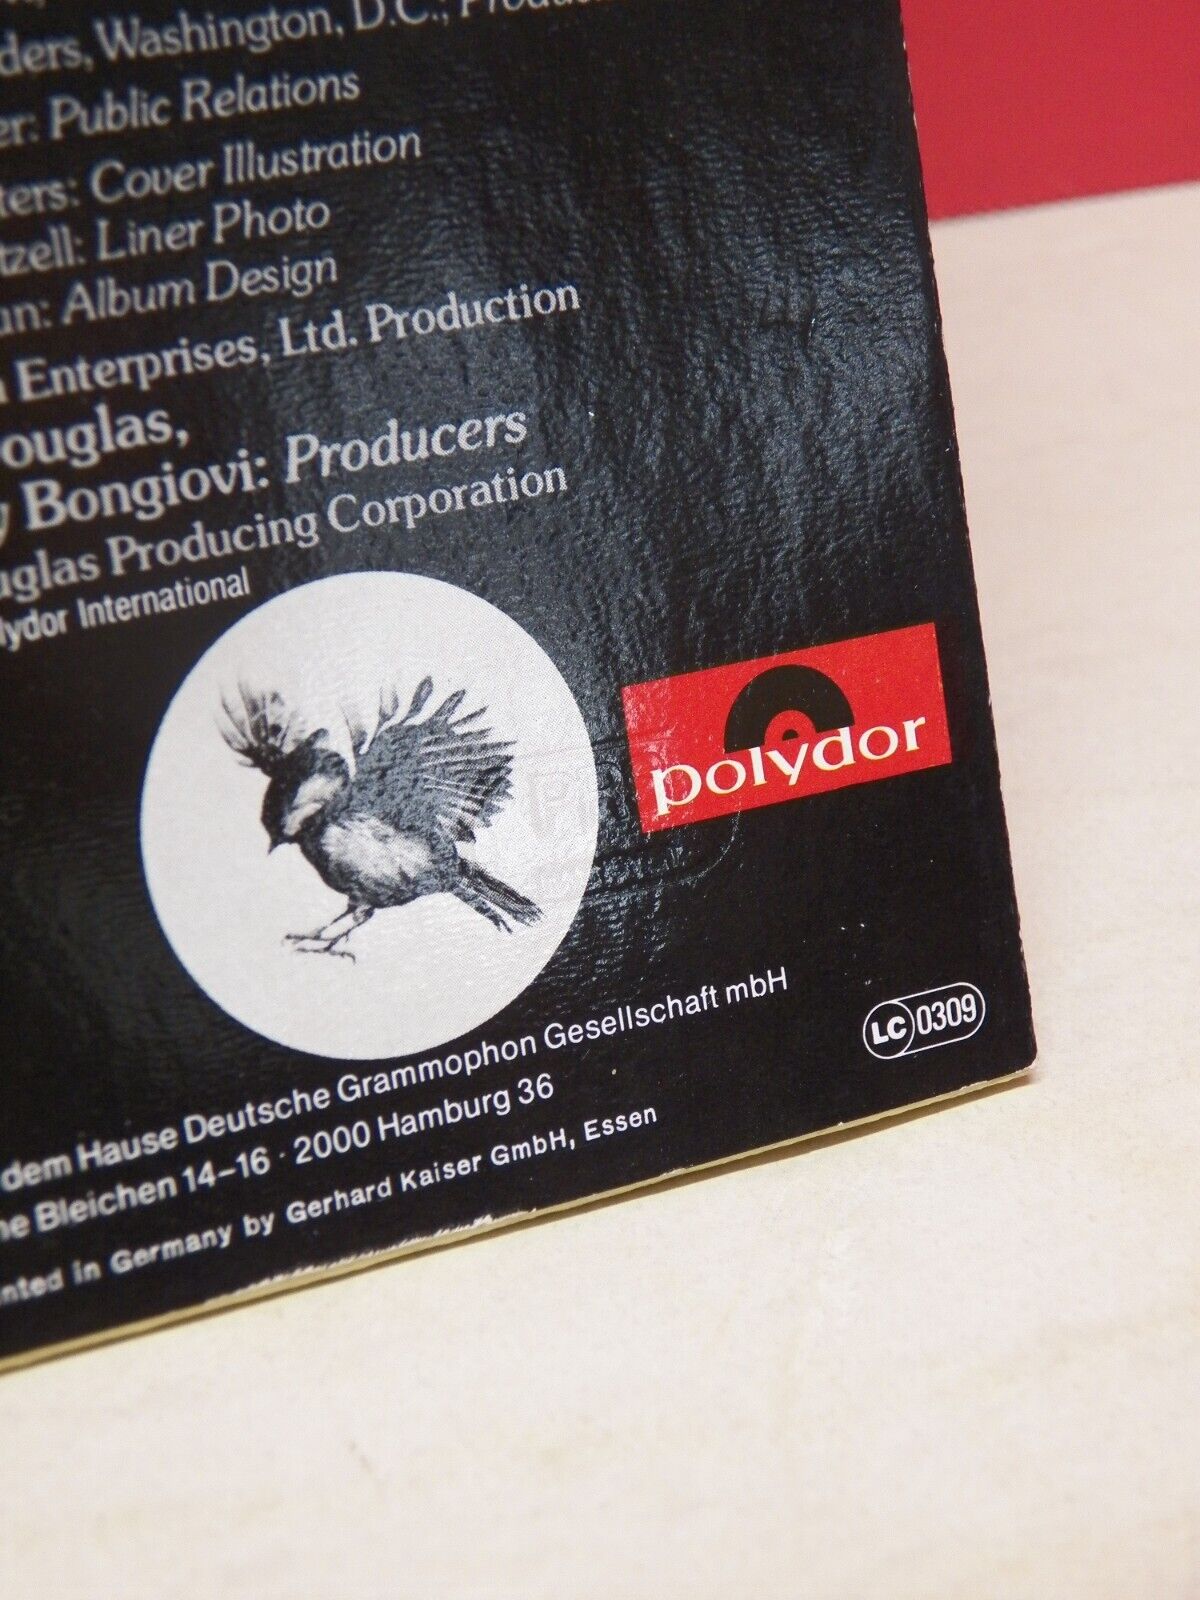 ders, Washington, D.C.;
er: Public Relations
ters: Cover Illustration
tzell: Liner Photo
un: Album Design
n Enterprises, Ltd. Production
ouglas,
y Bongiovi: Producers
uglas Producing Corporation
lydor International
polydor
dem Hause Deutsche Grammophon Gesellschaft mbH
ne Bleichen 14-16 · 2000 Hamburg 36
nted in Germany by Gerhard Kaiser GmbH, Essen
LC 0309